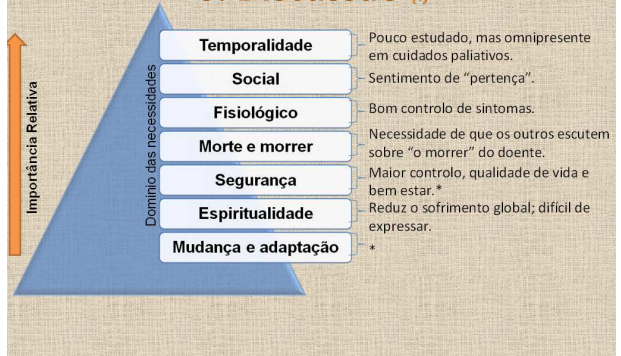 Temporalidade
Pouco estudado, mas omnipresente
em cuidados paliativos.
Social
Sentimento de “pertença”.
Fisiológico
Bom controlo de sintomas.
Morte e morrer
Necessidade de que os outros escutem
sobre “o morrer” do doente.
Segurança
Maior controlo, qualidade de vida e
bem estar.*
Espiritualidade
Reduz o sofrimento global; difícil de
expressar.
Mudança e adaptação
*
Importância Relativa
Dominio das necessidades